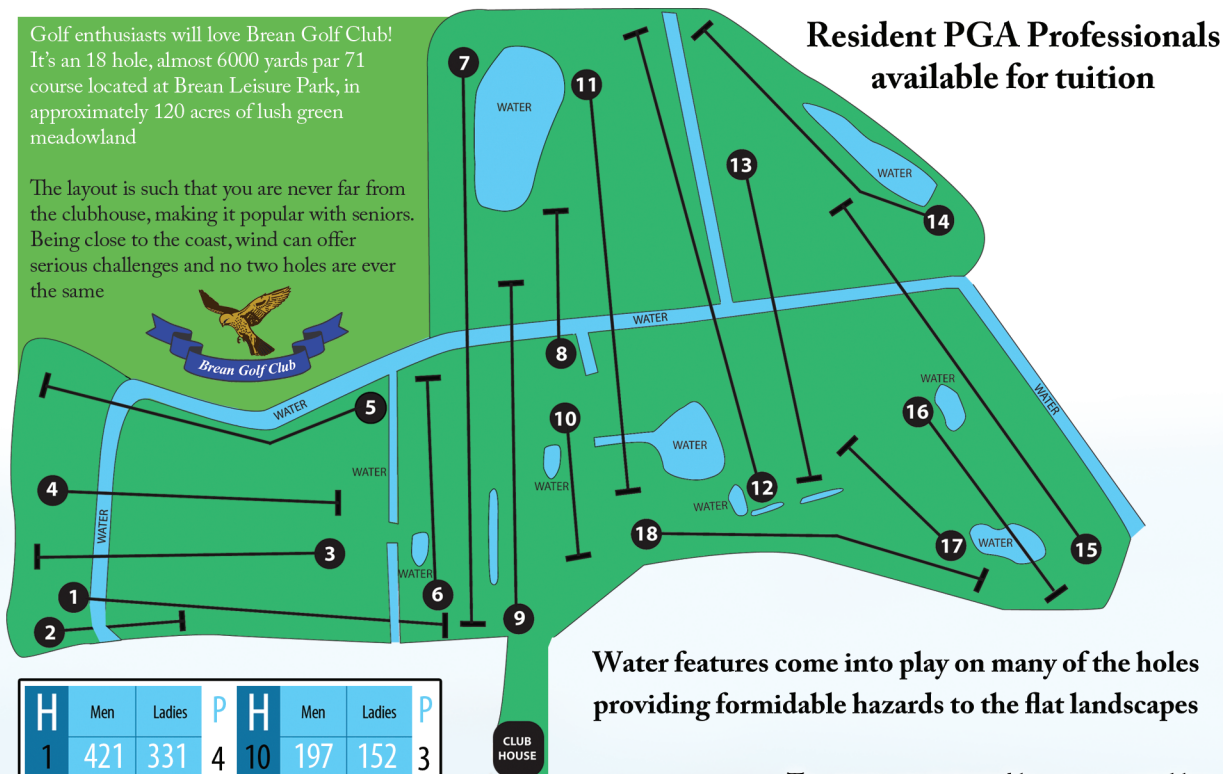 Golf enthusiasts will love Brean Golf Club!
It's an 18 hole, almost 6000 yards par 71
course located at Brean Leisure Park, in
approximately 120 acres of lush green
meadowland
The layout is such that you are never far from
the clubhouse, making it popular with seniors.
Being close to the coast, wind can offer
serious challenges and no two holes are ever
the same
Brean Golf Club
Resident PGA Professionals
available for tuition
7
WATER
11
13
WATER
14
WATER
8
5
WATER
10
WATER
16
4
WATER
WATER
WATER
WATER
12
WATER
WATER
18
WATER
17
15
3
WATER
1
6
2
9
Water features come into play on many of the holes
providing formidable hazards to the flat landscapes
H Men Ladies P H Men Ladies P
1 421 331 4 10 197 152 3
CLUB
HOUSE